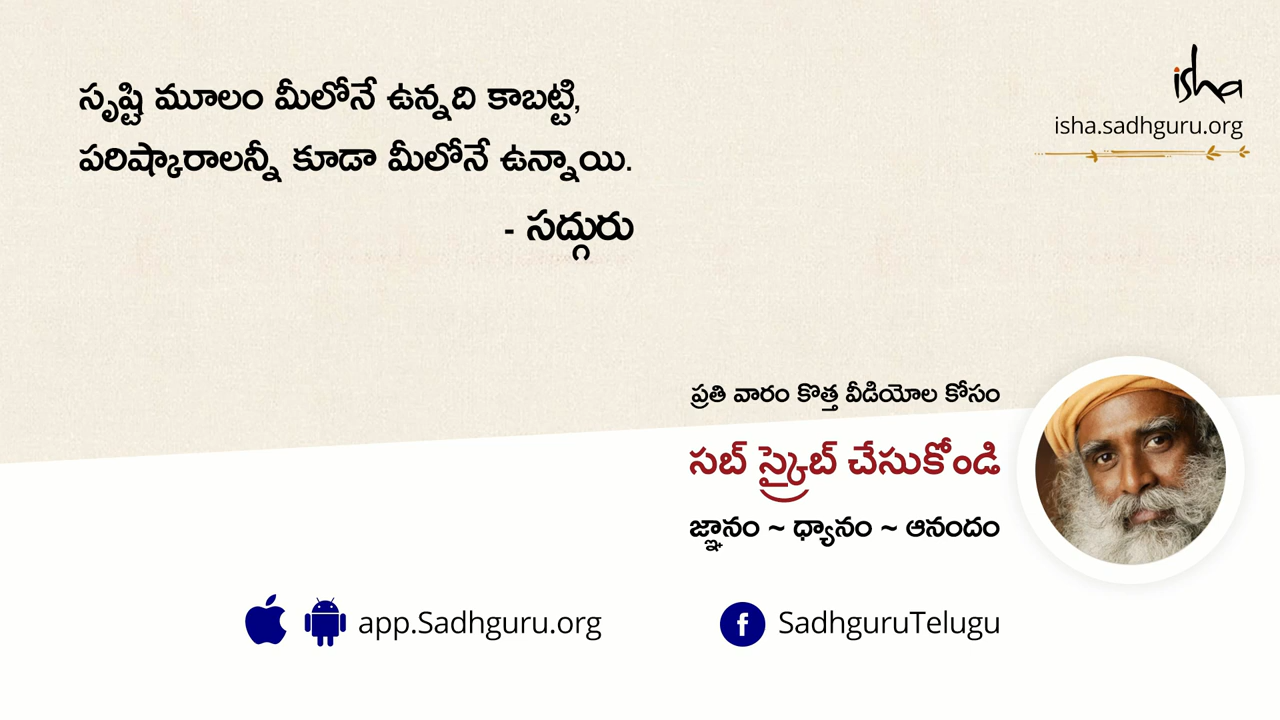 సృష్టి మూలం మీలోనే ఉన్నది కాబట్టి,
పరిష్కారాలన్నీ కూడా మీలోనే ఉన్నాయి.
- సద్గురు
isha
isha.sadhguru.org
ప్రతి వారం కొత్త వీడియోల కోసం
సబ్ స్క్రైబ్ చేసుకోండి
జ్ఞానం ~ ధ్యానం ~ ఆనందం
app.Sadhguru.org
SadhguruTelugu